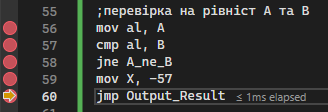 55 ;перевірка на рівніст А та В
56 mov al, A
57 cmp al, B
58 jne A_ne_B
59 mov X, -57
60 jmp Output_Result ≤ 1ms elapsed